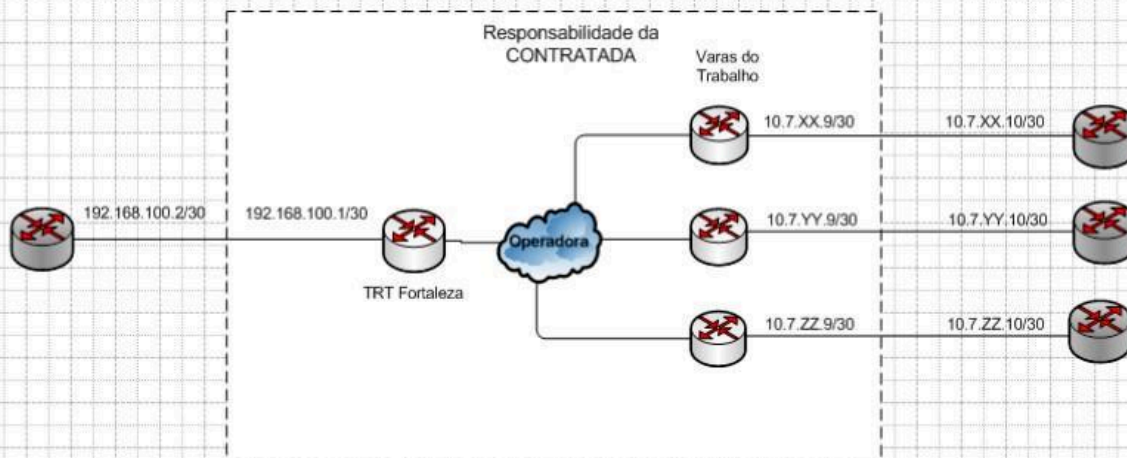 Responsabilidade da
CONTRATADA
Varas do
Trabalho
10.7.XX.9/30
10.7.XX.10/30
192.168.100.2/30
192.168.100.1/30
Operadora
10.7.YY.9/30
10.7.YY.10/30
TRT Fortaleza
10.7.ZZ.9/30
10.7.ZZ.10/30